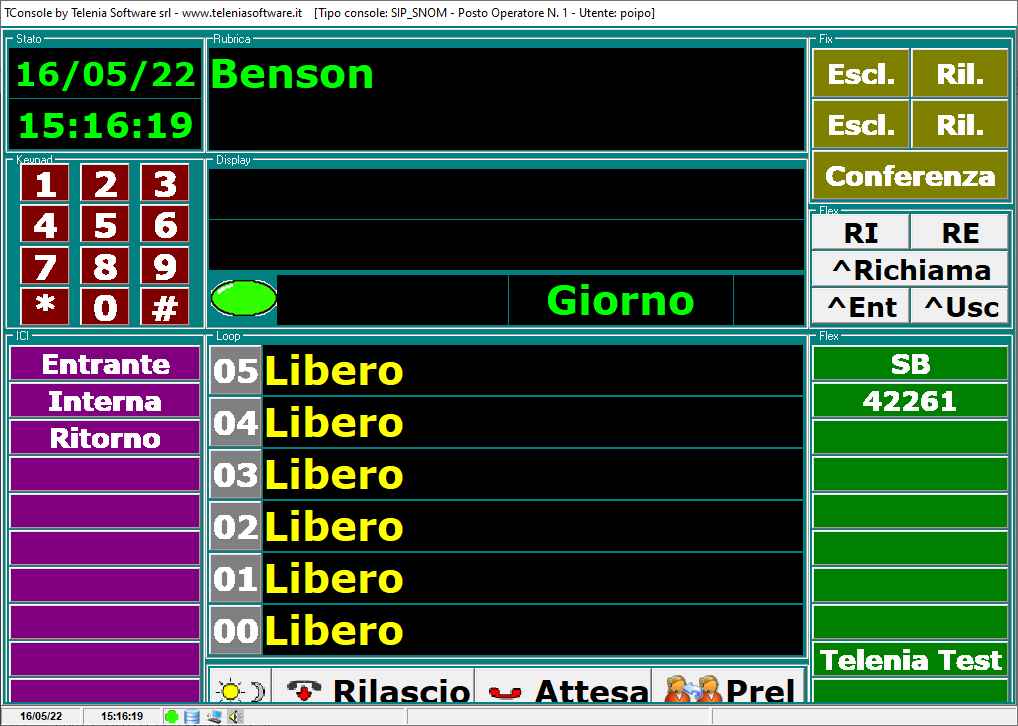 TConsole by Telenia Software srl - www.teleniasoftware.it [Tipo console: SIP_SNOM - Posto Operatore N. 1 - Utente: poipo]
Stato
16/05/22
15:16:19
Rubrica
Benson
Fix
Escl. Ril.
Escl. Ril.
Conferenza
Keypad
1 2 3
4 5 6
7 8 9
* 0 #
Display
Giorno
Flex
RI RE
^Richiama
^Ent ^Usc
ICI
Entrante
Interna
Ritorno
Loop
05 Libero
04 Libero
03 Libero
02 Libero
01 Libero
00 Libero
Flex
SB
42261
Telenia Test
Rilascio Attesa Prel
16/05/22 15:16:19